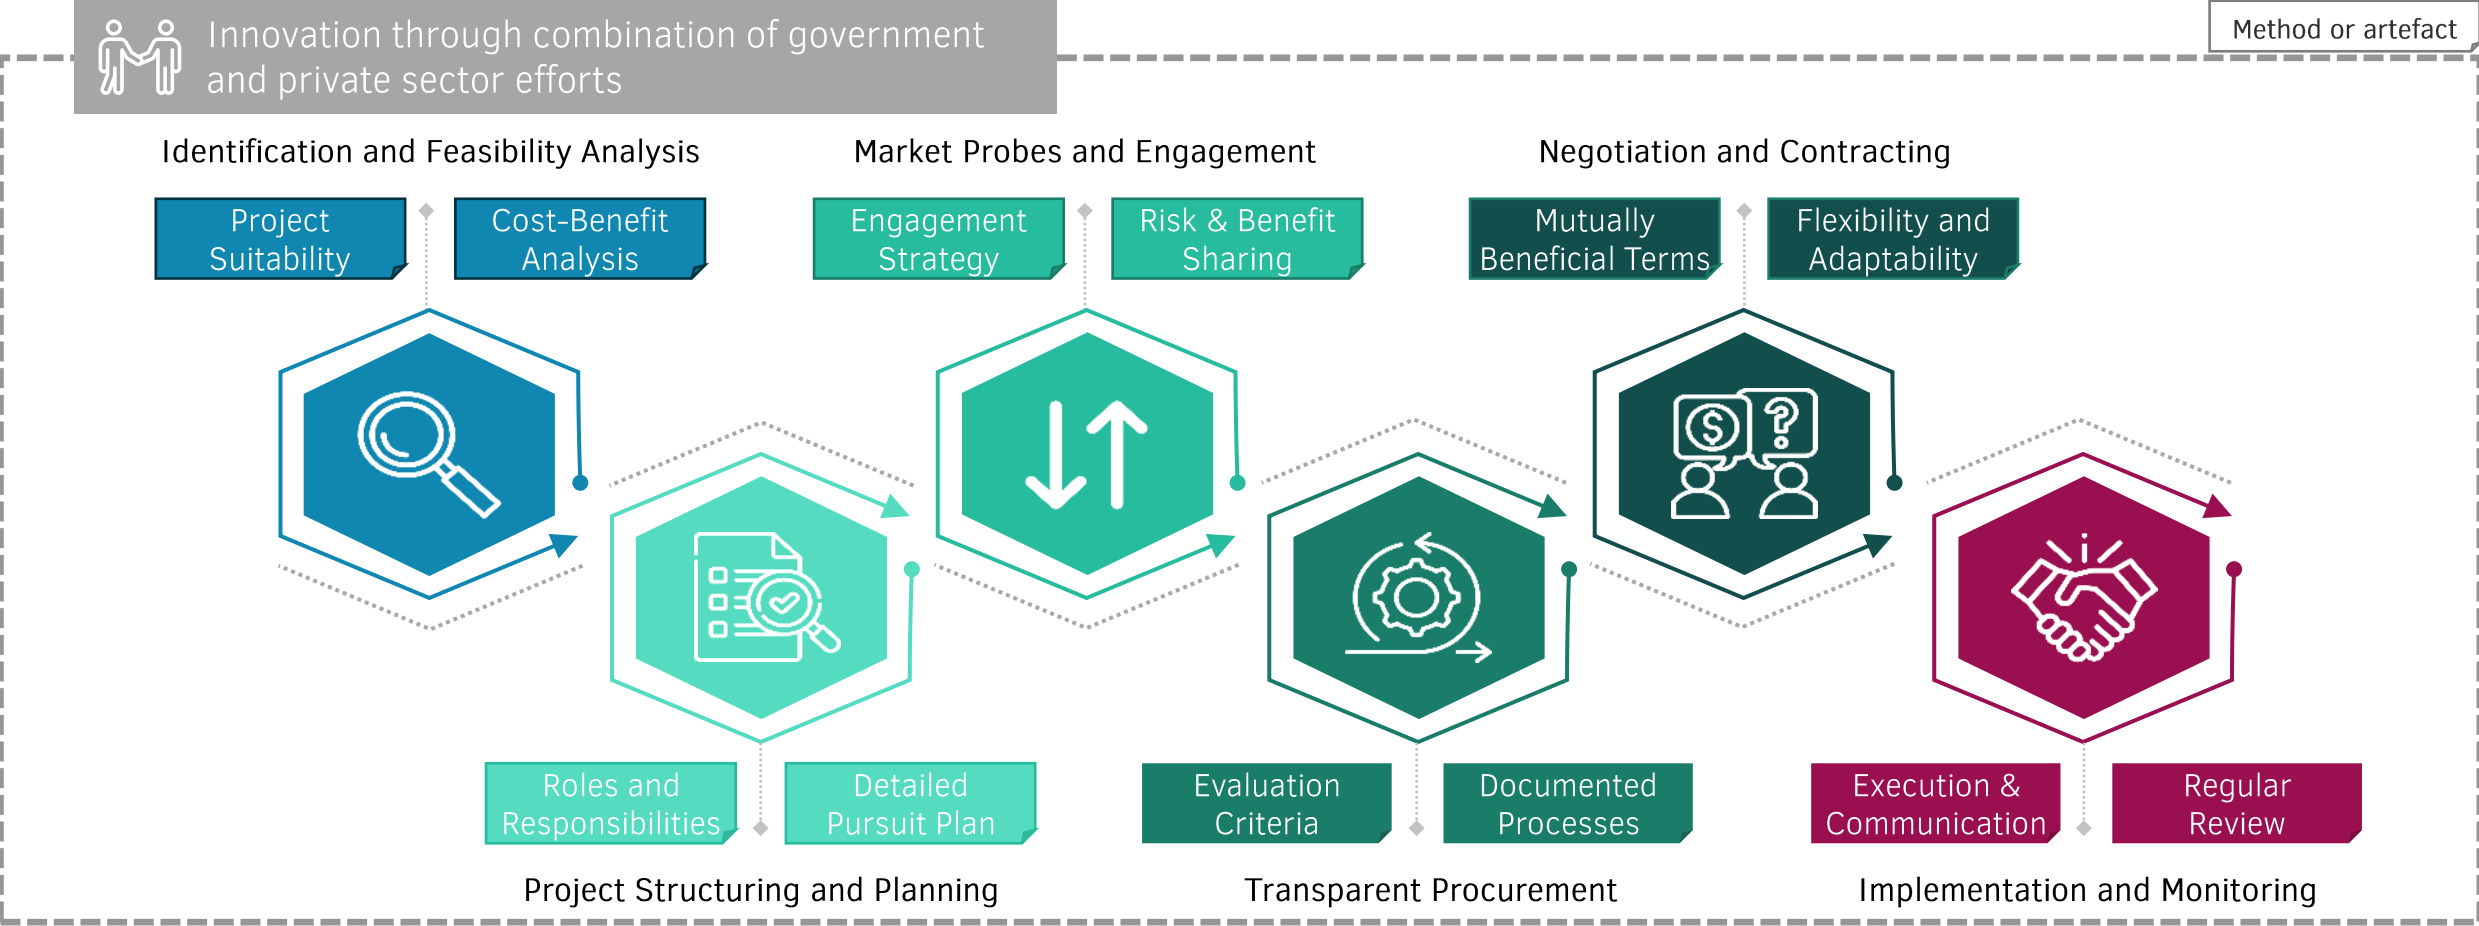 Innovation through combination of government
and private sector efforts
Method or artefact
Identification and Feasibility Analysis
Project
Suitability
Cost-Benefit
Analysis
Market Probes and Engagement
Engagement
Strategy
Risk & Benefit
Sharing
Negotiation and Contracting
Mutually
Beneficial Terms
Flexibility and
Adaptability
$
?
Roles and
Responsibilities
Detailed
Pursuit Plan
Project Structuring and Planning
Evaluation
Criteria
Documented
Processes
Transparent Procurement
Execution &
Communication
Regular
Review
Implementation and Monitoring